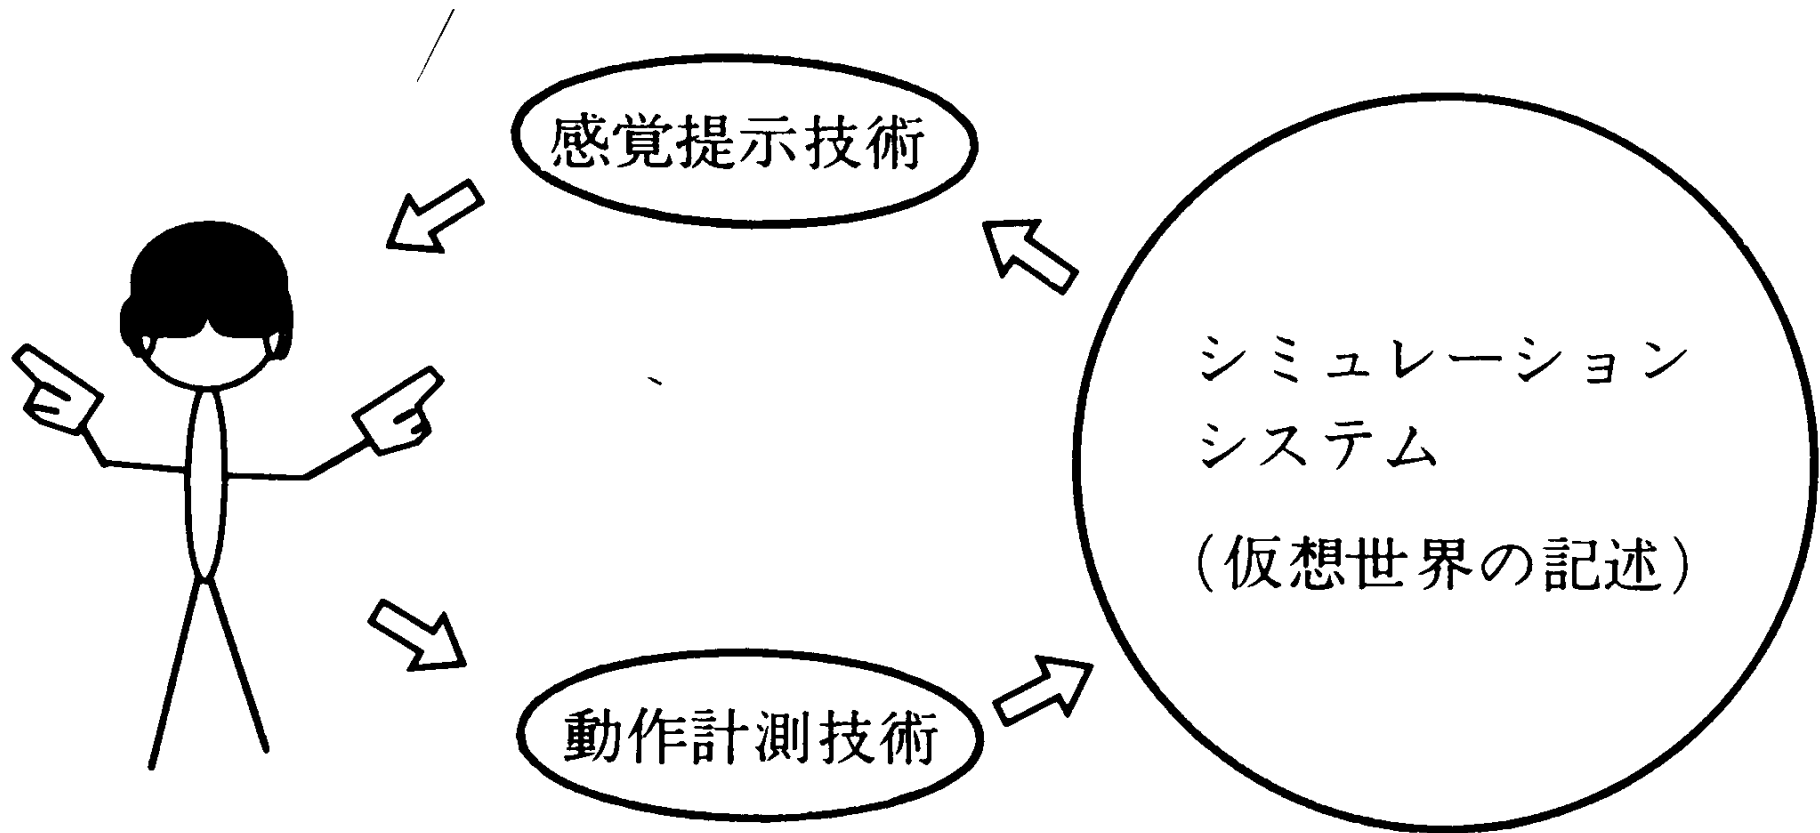 感覚提示技術
シミュレーション
システム
(仮想世界の記述)
動作計測技術